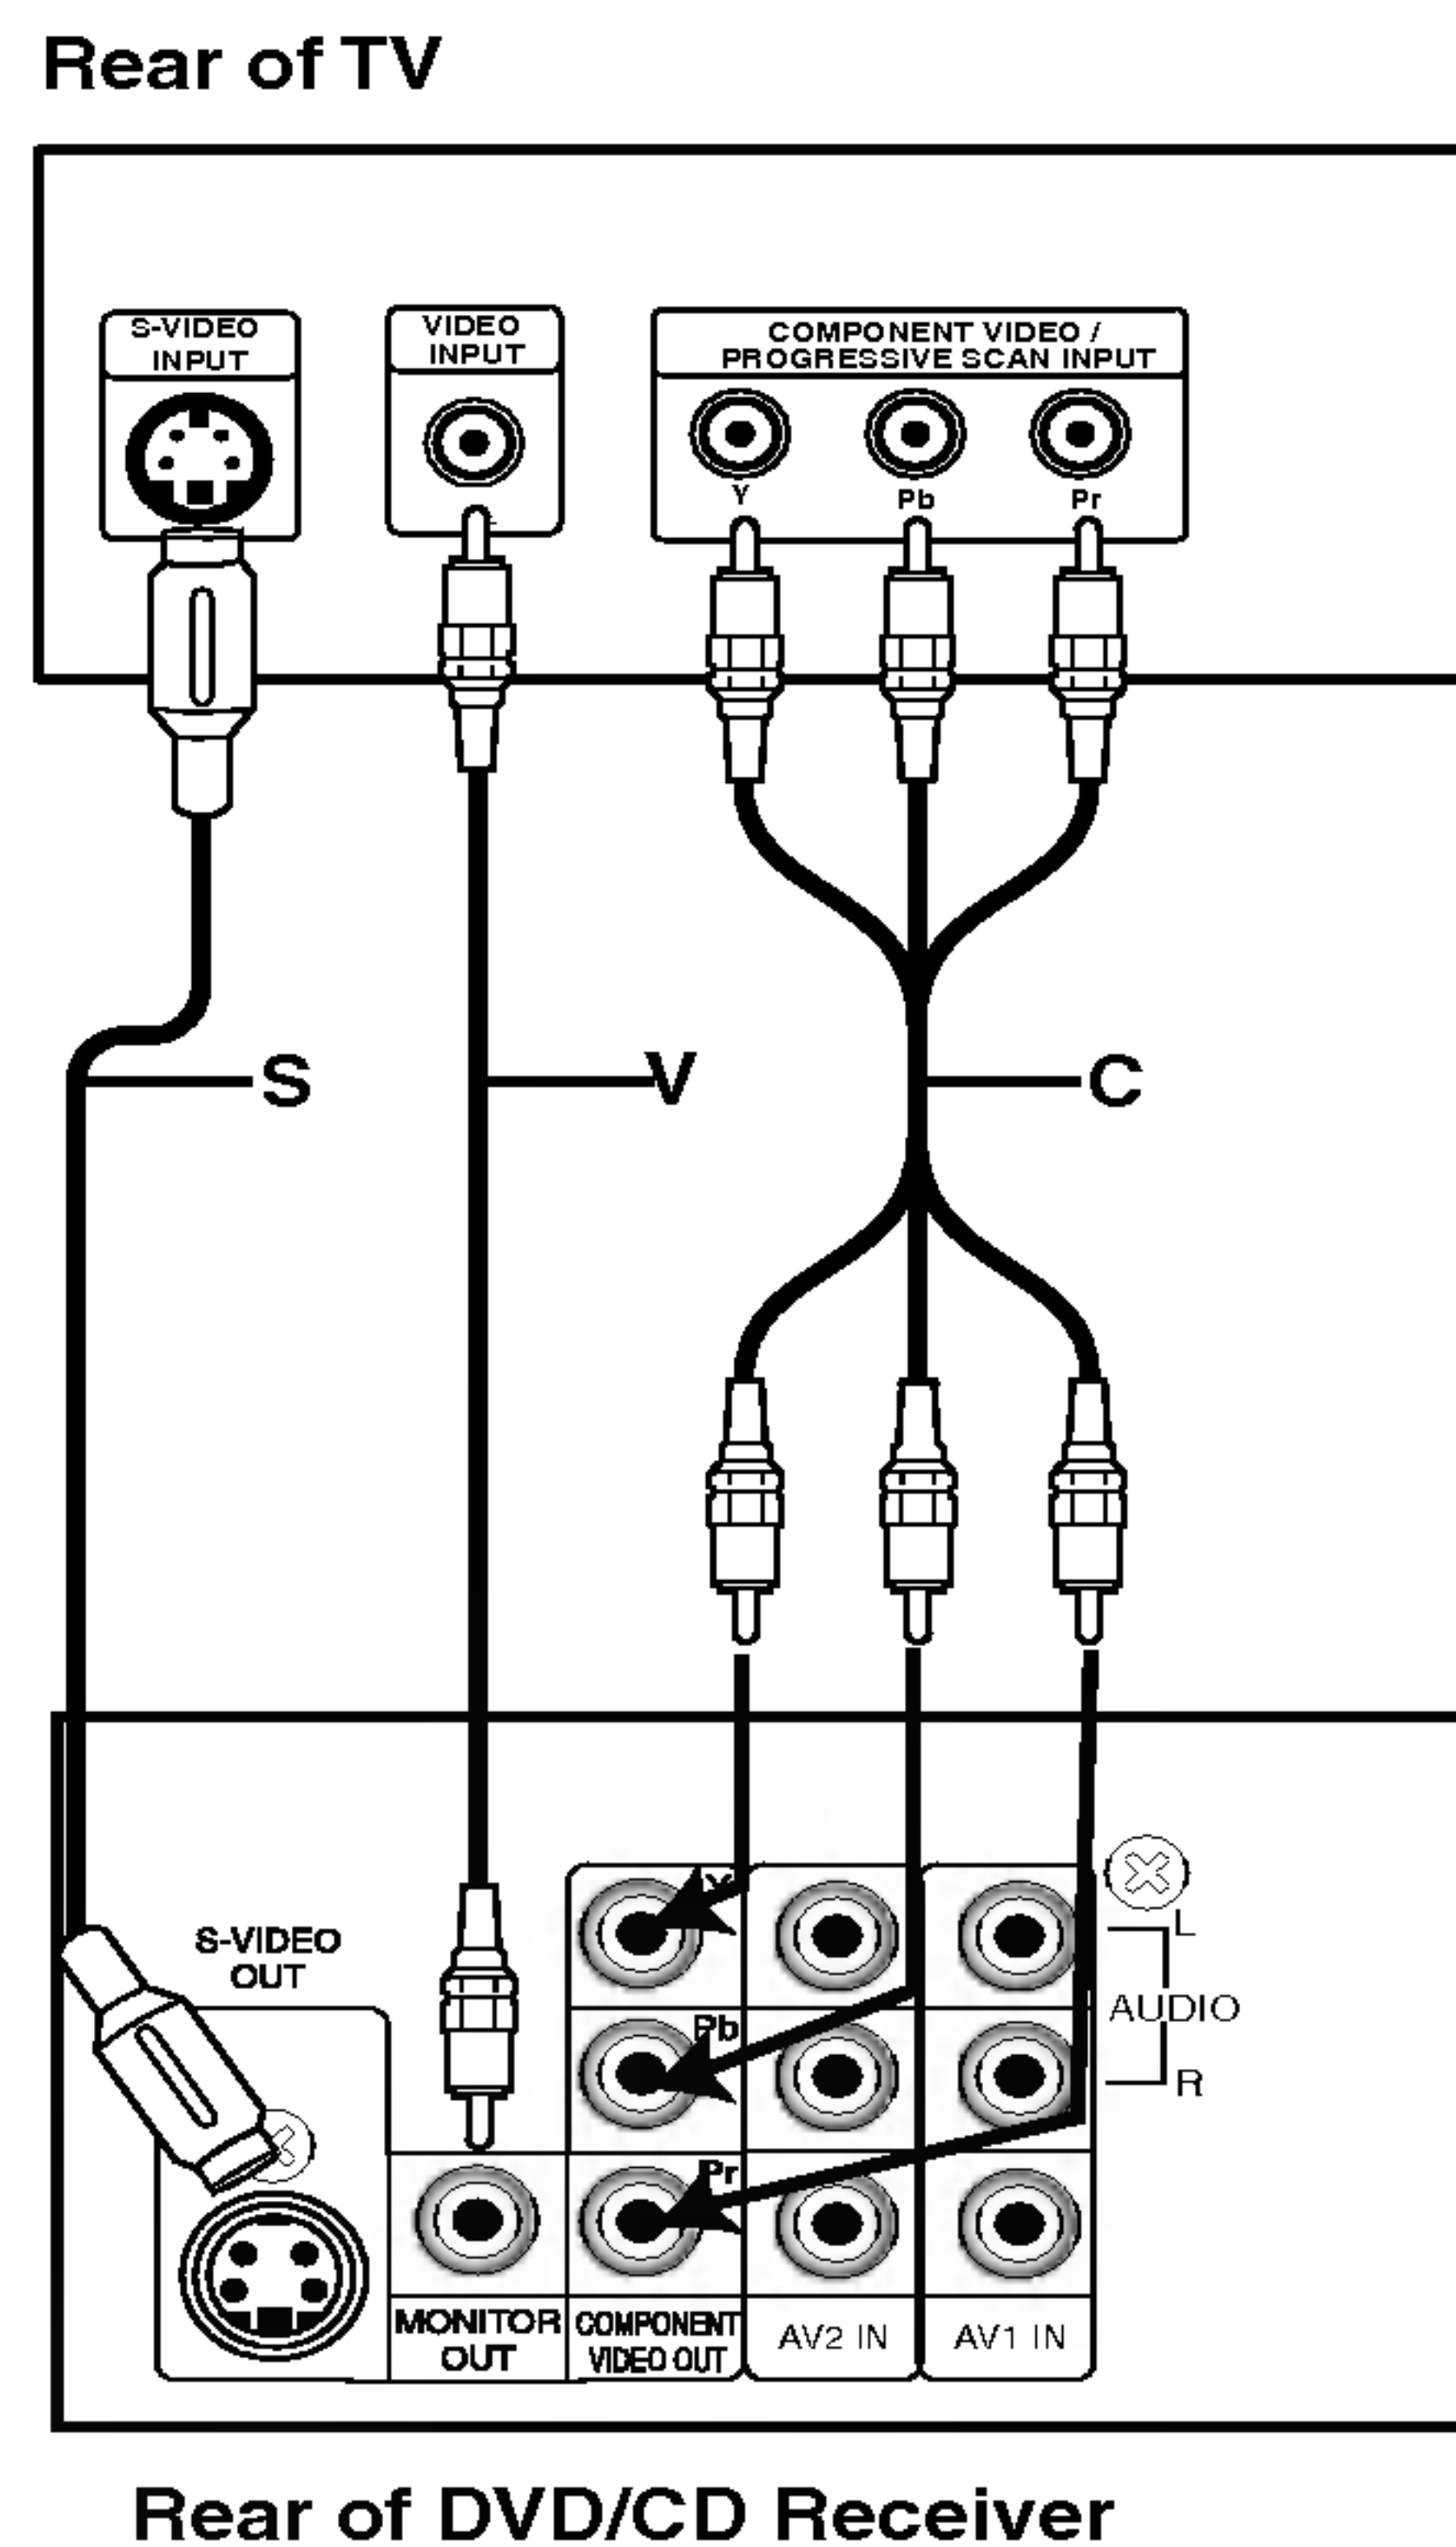 Rear of TV
S-VIDEO
INPUT
VIDEO
INPUT
COMPONENT VIDEO /
PROGRESSIVE SCAN INPUT
Y
Pb
Pr
S
V
C
Y
L
S-VIDEO
OUT
AUDIO
Pb
R
Pr
MONITOR
OUT
COMPONENT
VIDEO OUT
AV2 IN
AV1 IN
Rear of DVD/CD Receiver